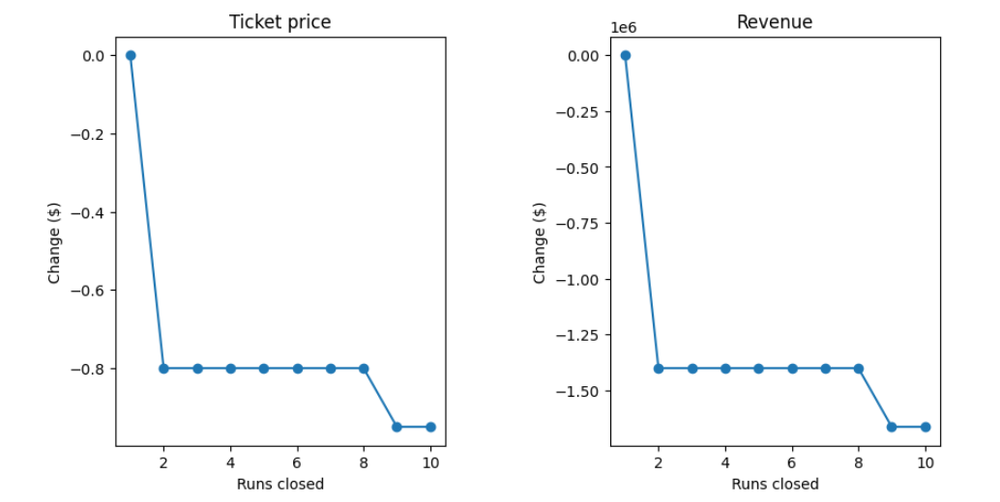 Ticket price
0.0
−0.2
−0.4
−0.6
−0.8
Change ($)
2 4 6 8 10
Runs closed
Revenue
1e6
0.00
−0.25
−0.50
−0.75
−1.00
−1.25
−1.50
Change ($)
2 4 6 8 10
Runs closed